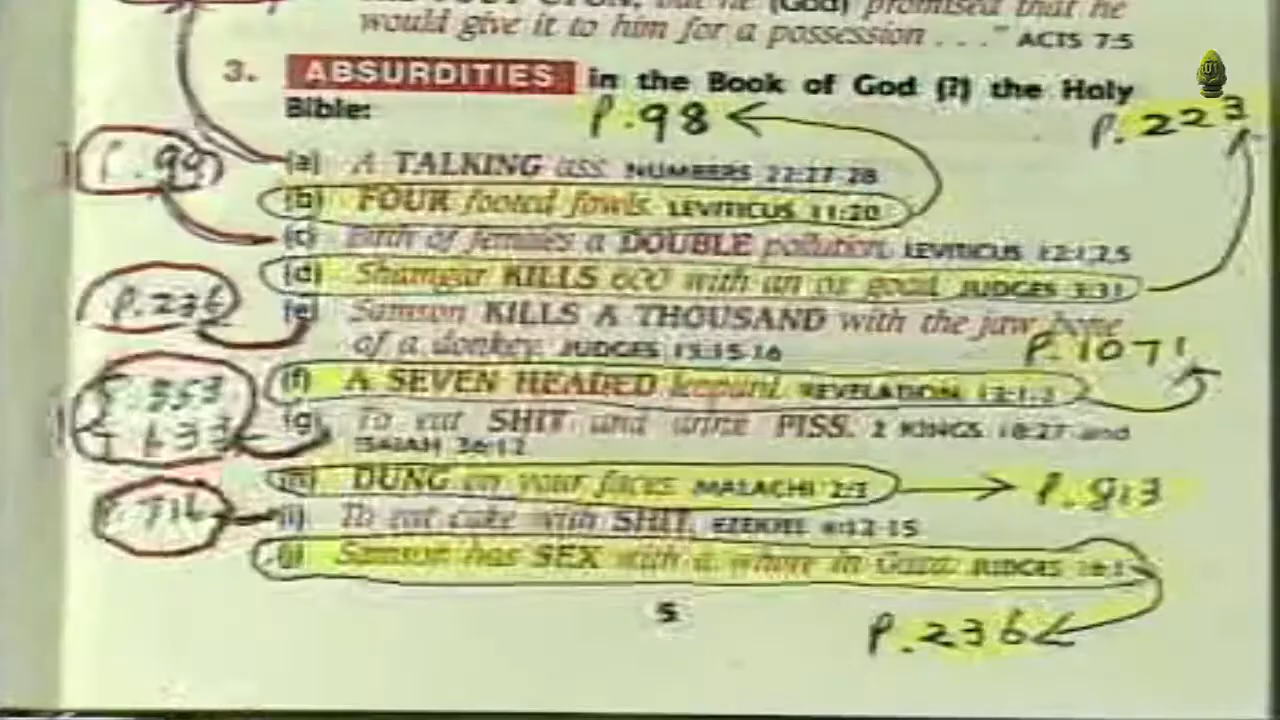 would give it to him for a possession . . ." ACTS 7:5
3. ABSURDITIES in the Book of God (?) the Holy
Bible:
P.98
P.223
P.99
(a) A TALKING ass. NUMBERS 22:27-28
(b) FOUR footed fowls. LEVITICUS 11:20
(c) Birth of females a DOUBLE pollution. LEVITICUS 12:1,2,5
(d) Shamgar KILLS 600 with an ox goad. JUDGES 3:31
P.236
(e) Samson KILLS A THOUSAND with the jaw bone
of a donkey. JUDGES 15:15-16
P.1071
(f) A SEVEN HEADED leopard. REVELATION
(g) To eat SHIT and drink PISS. 2 KINGS 18:27 and
ISAIAH 36:12
(h) DUNG on your faces. MALACHI 2:3
P.813
P.716
(i) To eat cake with SHIT. EZEKIEL 4:12-15
(j) Samson has SEX with a whore in Gaza. JUDGES 16:1
5
P.236